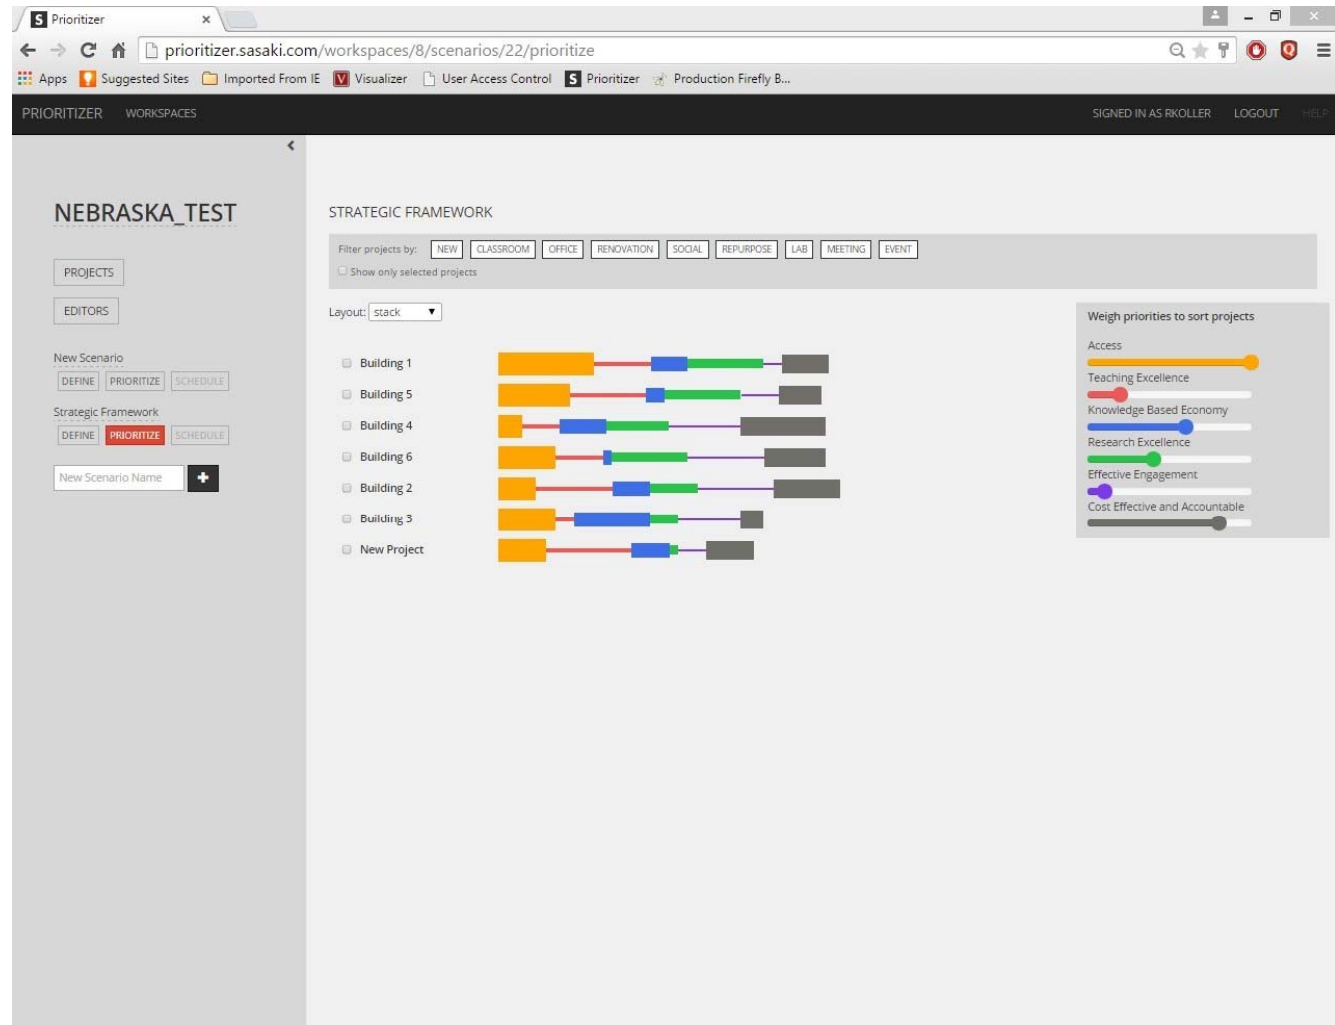 S Prioritizer ×
prioritizer.sasaki.com/workspaces/8/scenarios/22/prioritize
Apps Suggested Sites Imported From IE V Visualizer User Access Control S Prioritizer Production Firefly B...
PRIORITIZER WORKSPACES SIGNED IN AS RKOLLER LOGOUT HELP
NEBRASKA_TEST
PROJECTS
EDITORS
New Scenario
DEFINE PRIORITIZE SCHEDULE
Strategic Framework
DEFINE PRIORITIZE SCHEDULE
New Scenario Name +
STRATEGIC FRAMEWORK
Filter projects by: NEW CLASSROOM OFFICE RENOVATION SOCIAL REPURPOSE LAB MEETING EVENT
Show only selected projects
Layout: stack
Building 1
Building 5
Building 4
Building 6
Building 2
Building 3
New Project
Weigh priorities to sort projects
Access
Teaching Excellence
Knowledge Based Economy
Research Excellence
Effective Engagement
Cost Effective and Accountable